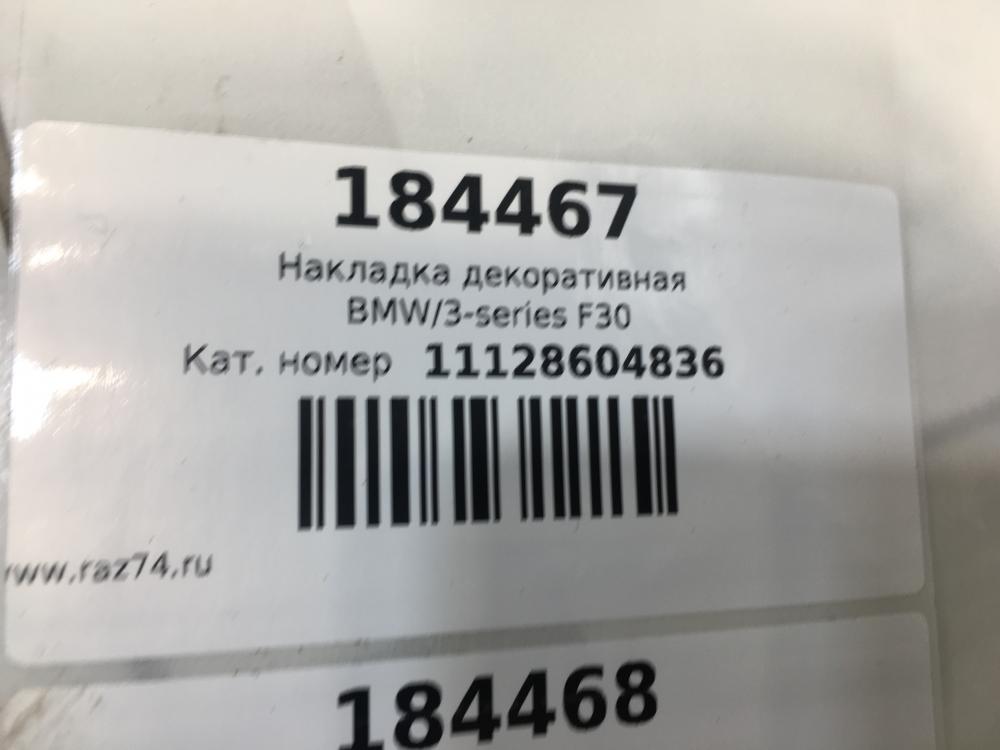 184467
Накладка декоративная
BMW/3-series F30
Кат. номер 11128604836
www.raz74.ru
184468